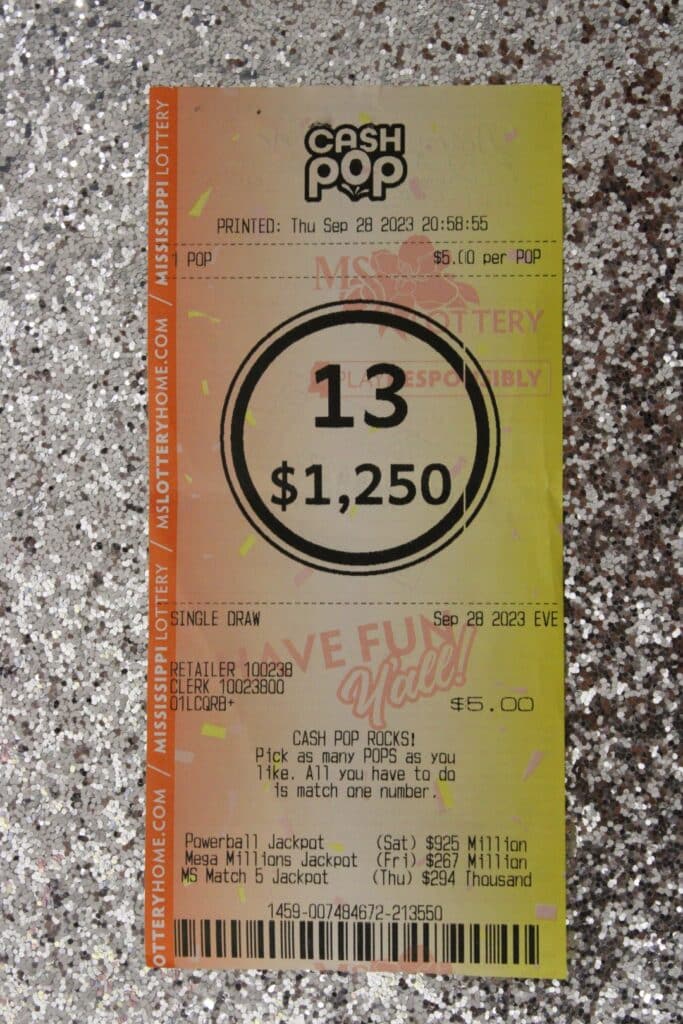 CASH
POP
PRINTED: Thu Sep 28 2023 20:58:55
1 POP $5.00 per POP
MS LOTTERY
PLAY RESPONSIBLY
13
$1,250
SINGLE DRAW Sep 28 2023 EVE
HAVE FUN
Y'all!
RETAILER 100238
CLERK 10023800
01LCQRB+ $5.00
CASH POP ROCKS!
Pick as many POPS as you
like. All you have to do
is match one number.
Powerball Jackpot (Sat) $925 Million
Mega Millions Jackpot (Fri) $267 Million
MS Match 5 Jackpot (Thu) $294 Thousand
1459-007484672-213550
OTTERYHOME.COM / MISSISSIPPI LOTTERY / MSLOTTERYHOME.COM / MISSISSIPPI LOTTERY